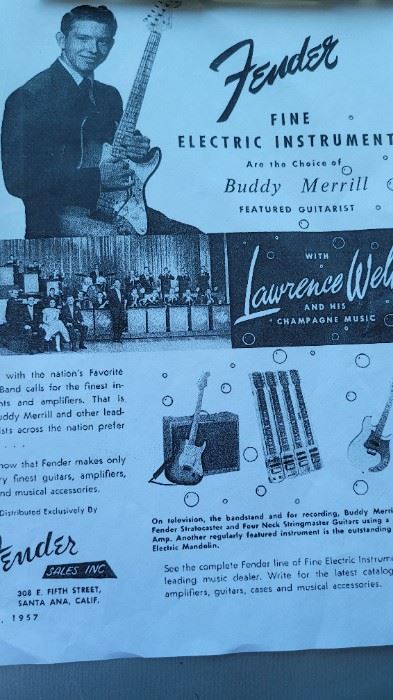 Fender
FINE
ELECTRIC INSTRUMENT
Are the Choice of
Buddy Merrill
FEATURED GUITARIST
WITH
Lawrence Wel
AND HIS
CHAMPAGNE MUSIC
with the nation's Favorite
Band calls for the finest in-
nts and amplifiers. That is
uddy Merrill and other lead-
ists across the nation prefer
. . . .
now that Fender makes only
ry finest guitars, amplifiers,
nd musical accessories.
Distributed Exclusively By
Fender
SALES INC
308 E. FIFTH STREET,
SANTA ANA, CALIF.
. 1957
On television, the bandstand and for recording, Buddy Merri
Fender Stratocaster and Four Neck Stringmaster Guitars using a
Amp. Another regularly featured instrument is the outstanding
Electric Mandolin.
See the complete Fender line of Fine Electric Instrume
leading music dealer. Write for the latest catalog
amplifiers, guitars, cases and musical accessories.